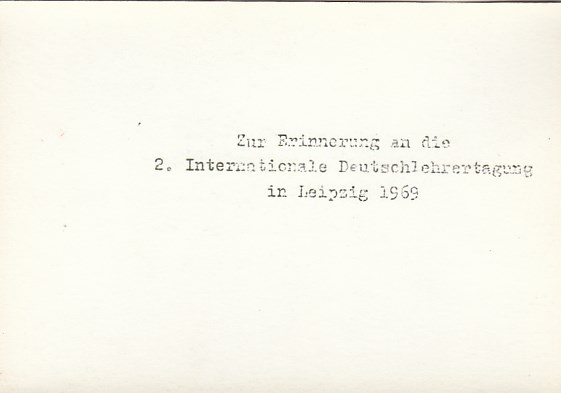 Zur Erinnerung an die
2. Internationale Deutschlehrertagung
in Leipzig 1969